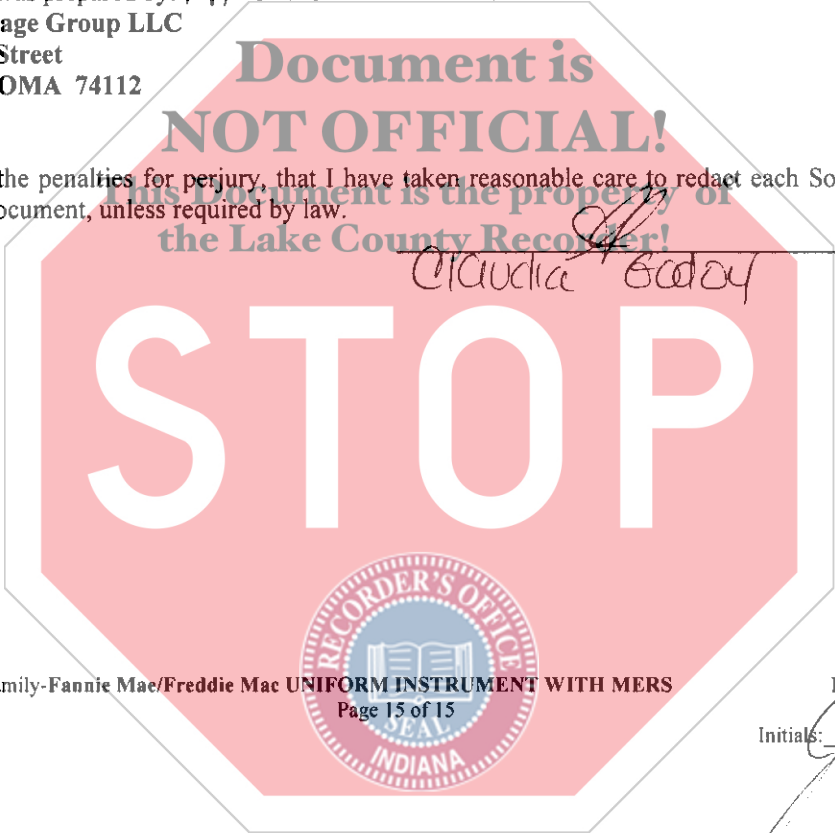 was prepared by:
age Group LLC
Street
OMA 74112
Document is
NOT OFFICIAL!
the penalties for perjury, that I have taken reasonable care to redact each So
This Document is the property of
ocument, unless required by law.
the Lake County Recorder!
Claudia Godoy
STOP
RECORDER'S OFFICE
mily-Fannie Mae/Freddie Mac UNIFORM INSTRUMENT WITH MERS
Page 15 of 15
SEAL
Initials:
INDIANA